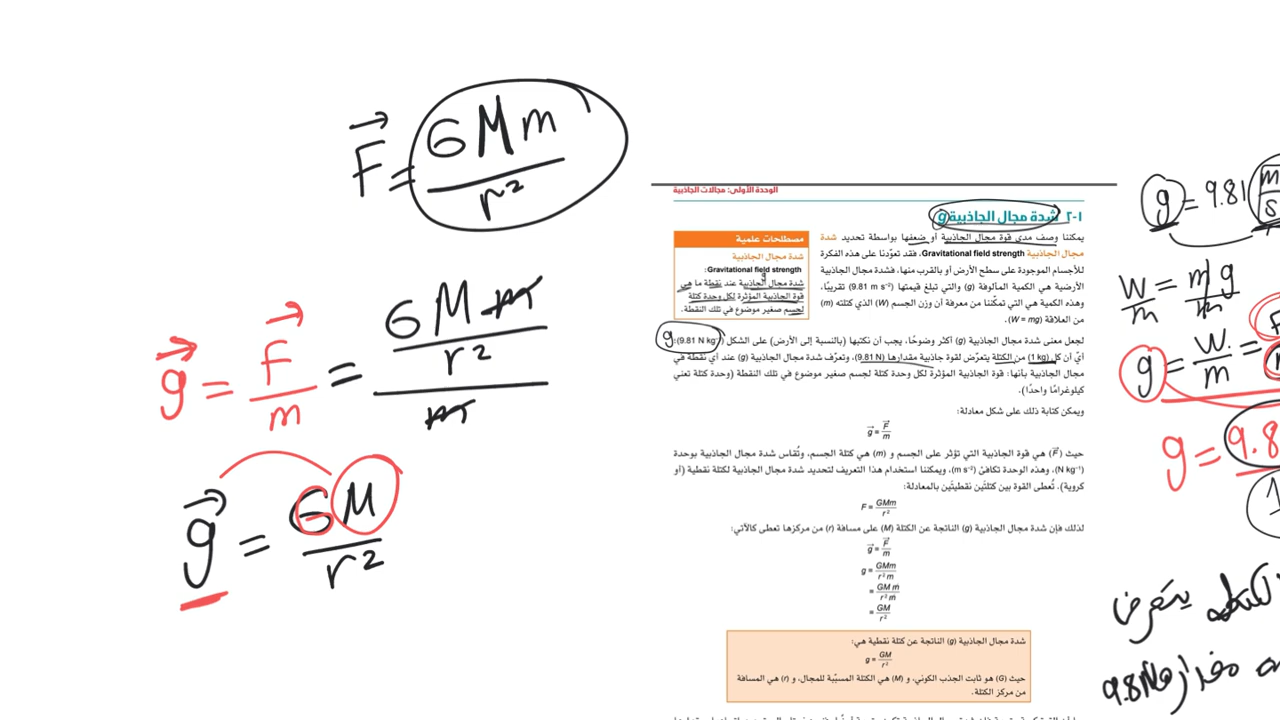 F = GMm / r²
g = F / m = GMm / r² / m
g = GM / r²
الوحدة الأولى: مجالات الجاذبية
٢-١ شدة مجال الجاذبية g
يمكننا وصف مدى قوة مجال الجاذبية أو ضعفها بواسطة تحديد شدة
مجال الجاذبية Gravitational field strength، فقد تعوّدنا على هذه الفكرة
للأجسام الموجودة على سطح الأرض أو بالقرب منها، فشدة مجال الجاذبية
الأرضية هي الكمية المألوفة (g) والتي تبلغ قيمتها (9.81 m s⁻²) تقريبًا،
وهذه الكمية هي التي تمكّننا من معرفة أن وزن الجسم (W) الذي كتلته (m)
من العلاقة (W = mg).
مصطلحات علمية
شدة مجال الجاذبية
Gravitational field strength:
شدة مجال الجاذبية عند نقطة ما هي
قوة الجاذبية المؤثرة لكل وحدة كتلة
لجسم صغير موضوع في تلك النقطة.
g
لجعل معنى شدة مجال الجاذبية (g) أكثر وضوحًا، يجب أن نكتبها (بالنسبة إلى الأرض) على الشكل (9.81 N kg⁻¹):
أيّ أن كل (1 kg) من الكتلة يتعرّض لقوة جاذبية مقدارها (9.81 N)، وتعرّف شدة مجال الجاذبية (g) عند أي نقطة في
مجال الجاذبية بأنها: قوة الجاذبية المؤثرة لكل وحدة كتلة لجسم صغير موضوع في تلك النقطة (وحدة كتلة تعني
كيلوغرامًا واحدًا).
ويمكن كتابة ذلك على شكل معادلة:
g = F / m
حيث (F) هي قوة الجاذبية التي تؤثر على الجسم و (m) هي كتلة الجسم، وتُقاس شدة مجال الجاذبية بوحدة
(N kg⁻¹)، وهذه الوحدة تكافئ (m s⁻²)، ويمكننا استخدام هذا التعريف لتحديد شدة مجال الجاذبية لكتلة نقطية (أو
كروية). تُعطى القوة بين كتلتَين نقطيتَين بالمعادلة:
F = GMm / r²
لذلك فإن شدة مجال الجاذبية (g) الناتجة عن الكتلة (M) على مسافة (r) من مركزها تعطى كالآتي:
g = F / m
g = GMm / r² m
= GM m / r² m
= GM / r²
شدة مجال الجاذبية (g) الناتجة عن كتلة نقطية هي:
g = GM / r²
حيث (G) هو ثابت الجذب الكوني، و (M) هي الكتلة المسبّبة للمجال، و (r) هي المسافة
من مركز الكتلة.
g = 9.81 m / s
W / m = m g / m
g = W / m =
g = 9.8
يتعرض
مقدارها 9.8N